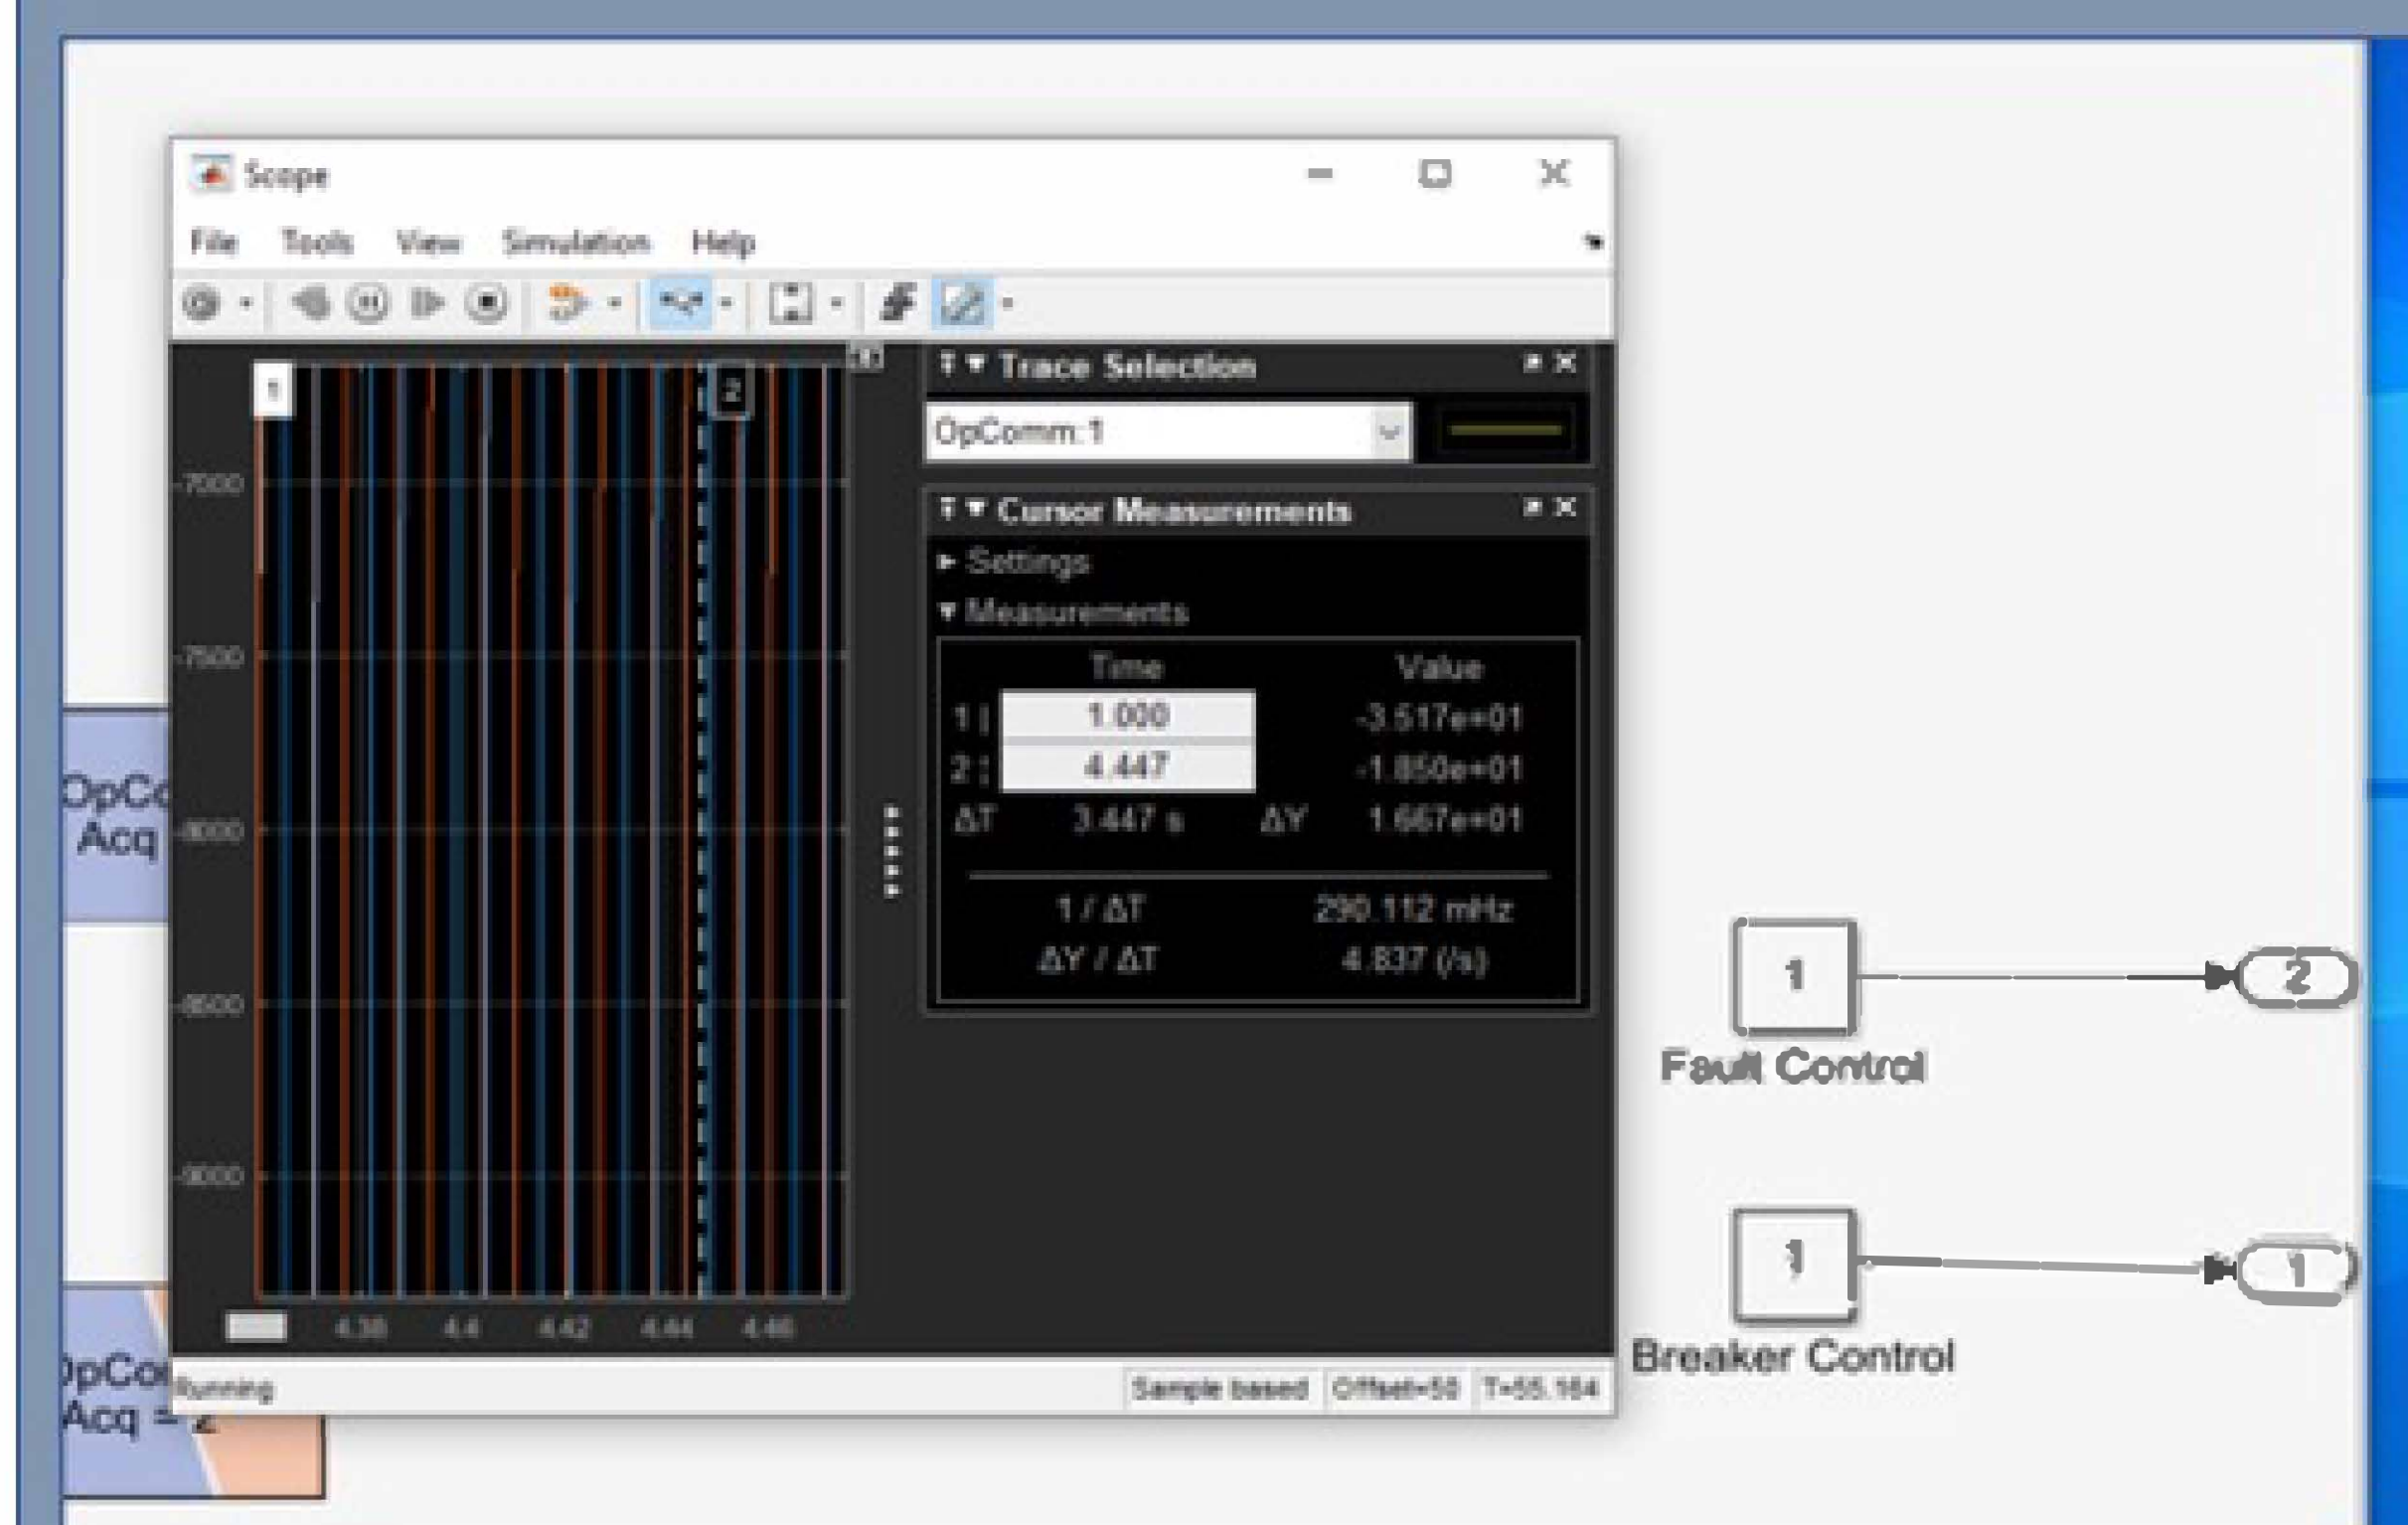 Scope
File Tools View Simulation Help
1
2
-7000
-7500
-8000
-8500
-9000
4.38 4.4 4.42 4.44 4.46
Trace Selection
OpComm:1
Cursor Measurements
Settings
Measurements
Time Value
1 | 1.000 -3.517e+01
2 ¦ 4.447 -1.850e+01
ΔT 3.447 s ΔY 1.667e+01
1 / ΔT 290.112 mHz
ΔY / ΔT 4.837 (/s)
Running
Sample based Offset=50 T=55.164
OpCo
Acq
OpCo
Acq = 2
1
2
Fault Control
1
1
Breaker Control